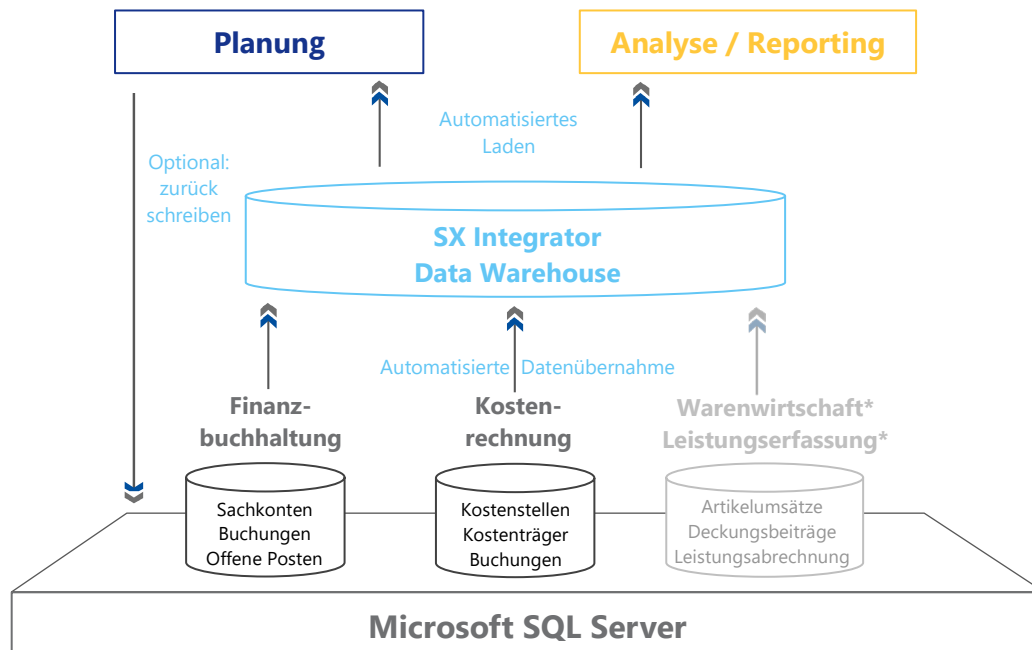 Planung
Analyse / Reporting
Automatisiertes
Laden
Optional:
zurück
schreiben
SX Integrator
Data Warehouse
Automatisierte Datenübernahme
Finanz-
buchhaltung
Kosten-
rechnung
Warenwirtschaft*
Leistungserfassung*
Sachkonten
Buchungen
Offene Posten
Kostenstellen
Kostenträger
Buchungen
Artikelumsätze
Deckungsbeiträge
Leistungsabrechnung
Microsoft SQL Server